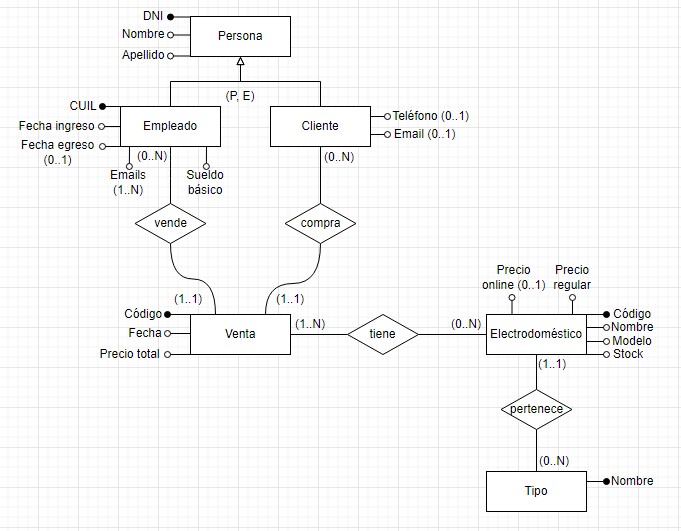 DNI
Nombre
Apellido
Persona
(P, E)
CUIL
Fecha ingreso
Fecha egreso
(0..1)
Empleado
Emails
(1..N)
(0..N)
Sueldo
básico
Cliente
Teléfono (0..1)
Email (0..1)
(0..N)
vende
compra
(1..1)
(1..1)
Código
Fecha
Precio total
Venta
(1..N)
tiene
(0..N)
Precio
online (0..1)
Precio
regular
Electrodoméstico
Código
Nombre
Modelo
Stock
(1..1)
pertenece
(0..N)
Tipo
Nombre